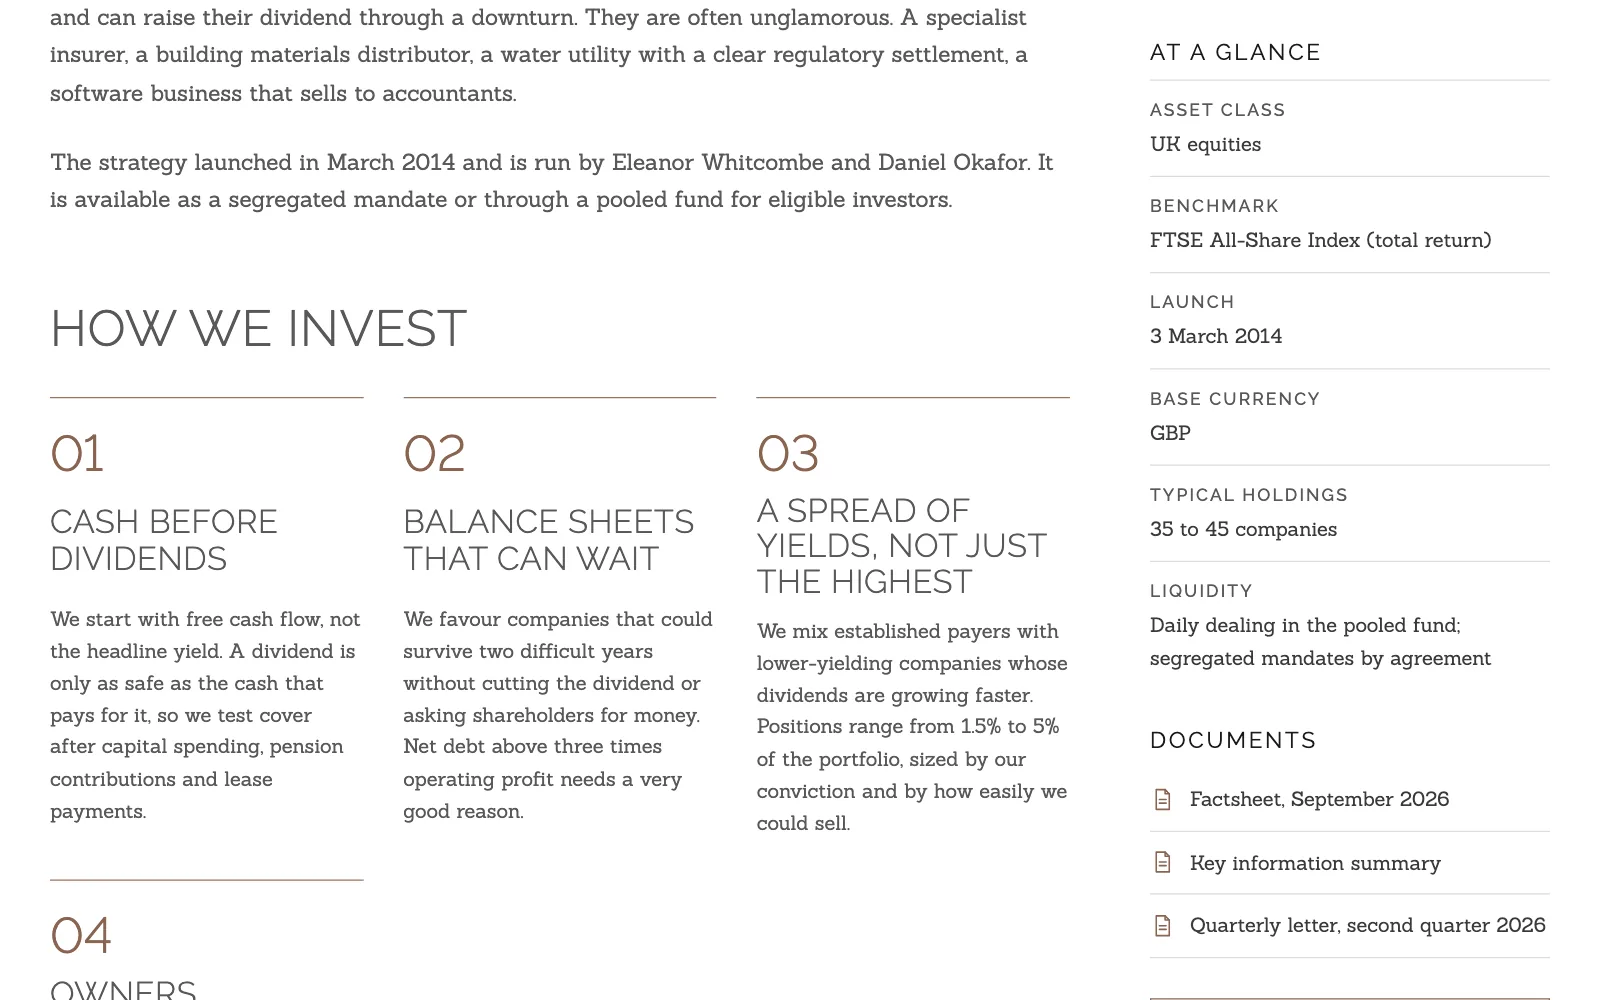 and can raise their dividend through a downturn. They are often unglamorous. A specialist
insurer, a building materials distributor, a water utility with a clear regulatory settlement, a
software business that sells to accountants.
The strategy launched in March 2014 and is run by Eleanor Whitcombe and Daniel Okafor. It
is available as a segregated mandate or through a pooled fund for eligible investors.
HOW WE INVEST
01
CASH BEFORE
DIVIDENDS
We start with free cash flow, not
the headline yield. A dividend is
only as safe as the cash that
pays for it, so we test cover
after capital spending, pension
contributions and lease
payments.
02
BALANCE SHEETS
THAT CAN WAIT
We favour companies that could
survive two difficult years
without cutting the dividend or
asking shareholders for money.
Net debt above three times
operating profit needs a very
good reason.
03
A SPREAD OF
YIELDS, NOT JUST
THE HIGHEST
We mix established payers with
lower-yielding companies whose
dividends are growing faster.
Positions range from 1.5% to 5%
of the portfolio, sized by our
conviction and by how easily we
could sell.
04
OWNERS
AT A GLANCE
ASSET CLASS
UK equities
BENCHMARK
FTSE All-Share Index (total return)
LAUNCH
3 March 2014
BASE CURRENCY
GBP
TYPICAL HOLDINGS
35 to 45 companies
LIQUIDITY
Daily dealing in the pooled fund;
segregated mandates by agreement
DOCUMENTS
Factsheet, September 2026
Key information summary
Quarterly letter, second quarter 2026